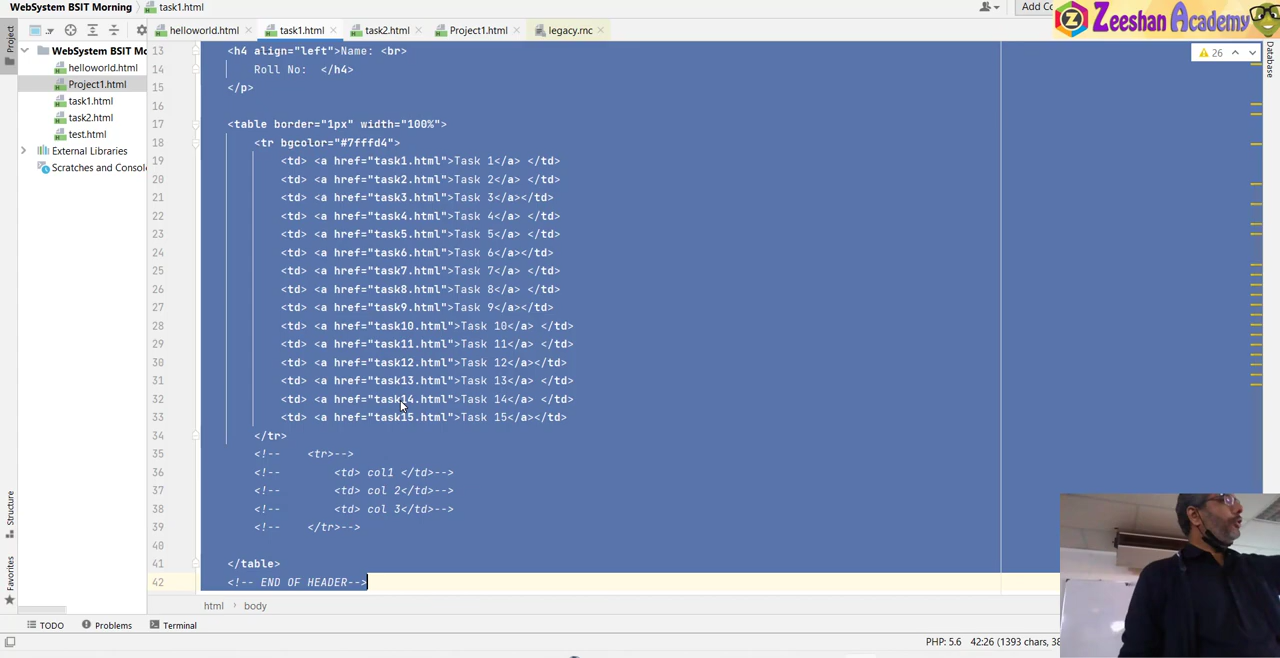 WebSystem BSIT Morning
task1.html
Add Co
Zeeshan Academy
Project
helloworld.html
task1.html
task2.html
Project1.html
legacy.rnc
WebSystem BSIT Mo
helloworld.html
Project1.html
task1.html
task2.html
test.html
External Libraries
Scratches and Consol
26
Database
13 <h4 align="left">Name: <br>
14 Roll No:  </h4>
15 </p>
16
17 <table border="1px" width="100%">
18 <tr bgcolor="#7fffd4">
19 <td> <a href="task1.html">Task 1</a> </td>
20 <td> <a href="task2.html">Task 2</a> </td>
21 <td> <a href="task3.html">Task 3</a></td>
22 <td> <a href="task4.html">Task 4</a> </td>
23 <td> <a href="task5.html">Task 5</a> </td>
24 <td> <a href="task6.html">Task 6</a></td>
25 <td> <a href="task7.html">Task 7</a> </td>
26 <td> <a href="task8.html">Task 8</a> </td>
27 <td> <a href="task9.html">Task 9</a></td>
28 <td> <a href="task10.html">Task 10</a> </td>
29 <td> <a href="task11.html">Task 11</a> </td>
30 <td> <a href="task12.html">Task 12</a></td>
31 <td> <a href="task13.html">Task 13</a> </td>
32 <td> <a href="task14.html">Task 14</a> </td>
33 <td> <a href="task15.html">Task 15</a></td>
34 </tr>
35 <!--    <tr>-->
36 <!--        <td> col1 </td>-->
37 <!--        <td> col 2</td>-->
38 <!--        <td> col 3</td>-->
39 <!--    </tr>-->
40
41 </table>
42 <!-- END OF HEADER-->
Structure
Favorites
html › body
TODO
Problems
Terminal
PHP: 5.6
42:26 (1393 chars, 38